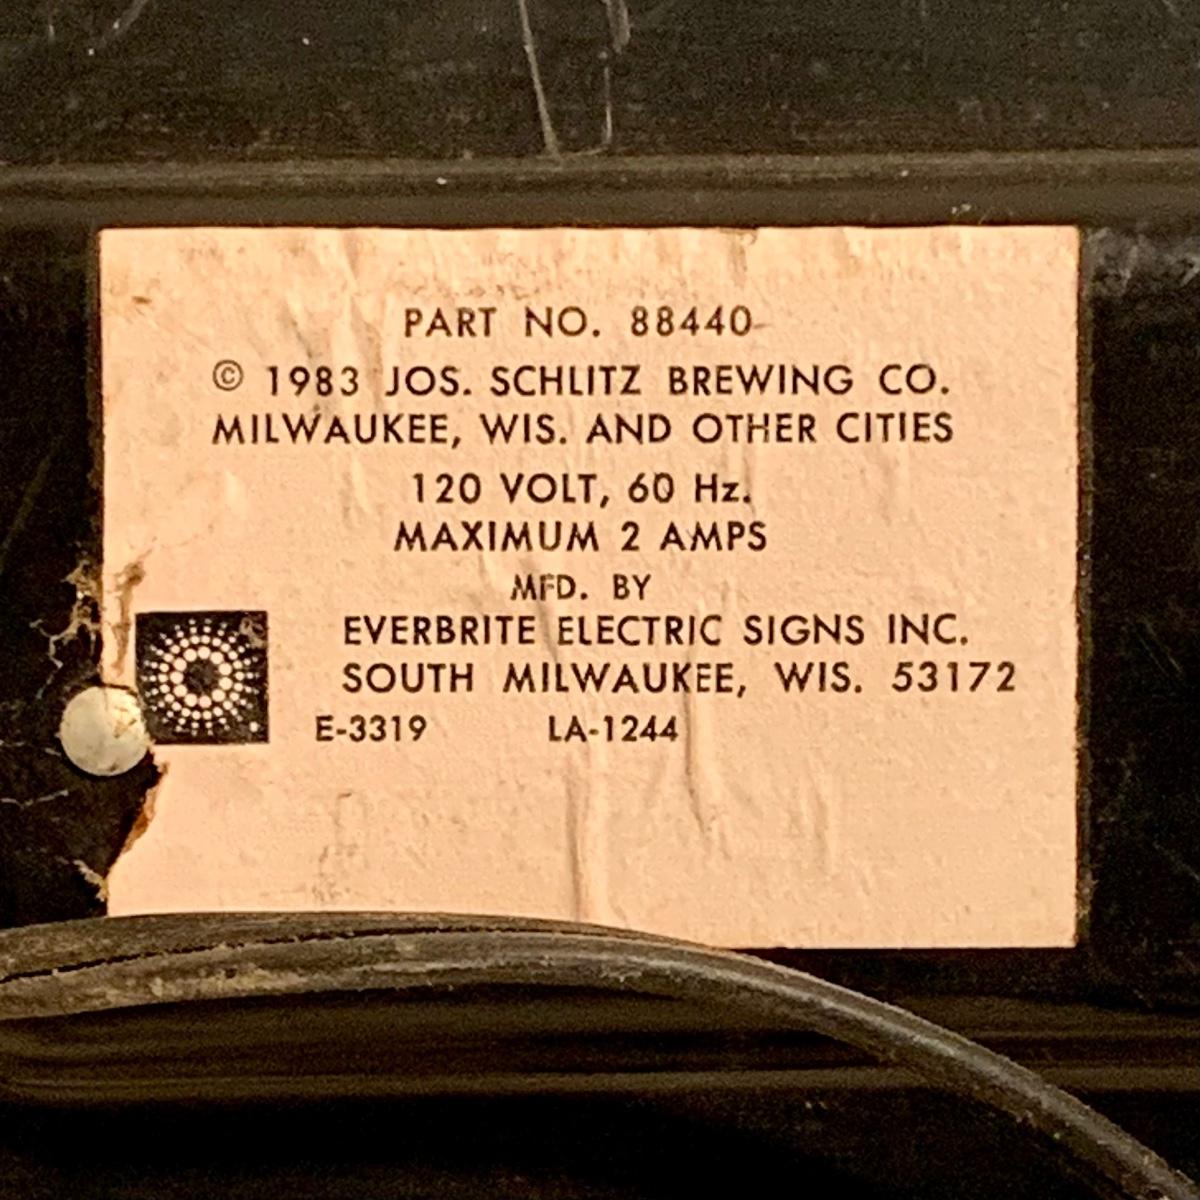 PART NO. 88440
© 1983 JOS. SCHLITZ BREWING CO.
MILWAUKEE, WIS. AND OTHER CITIES
120 VOLT, 60 Hz.
MAXIMUM 2 AMPS
MFD. BY
EVERBRITE ELECTRIC SIGNS INC.
SOUTH MILWAUKEE, WIS. 53172
E-3319 LA-1244